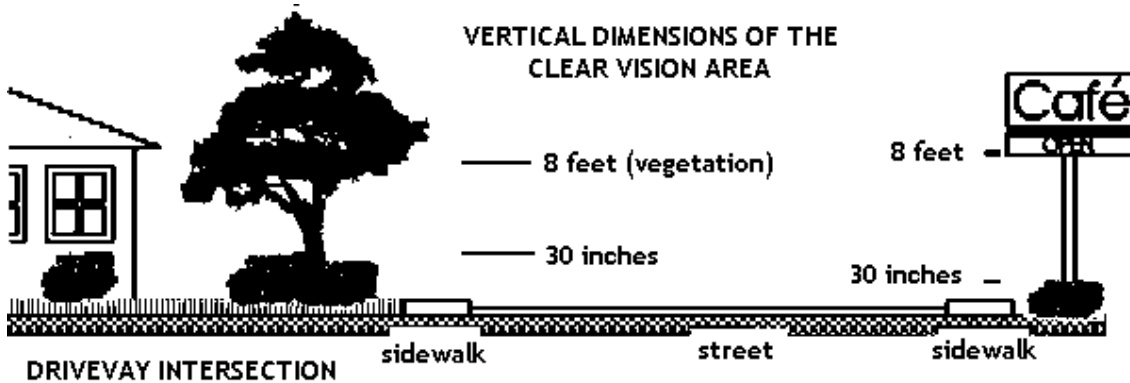 VERTICAL DIMENSIONS OF THE
CLEAR VISION AREA
Café
OPEN
8 feet (vegetation)
8 feet
30 inches
30 inches
sidewalk
street
sidewalk
DRIVEVAY INTERSECTION